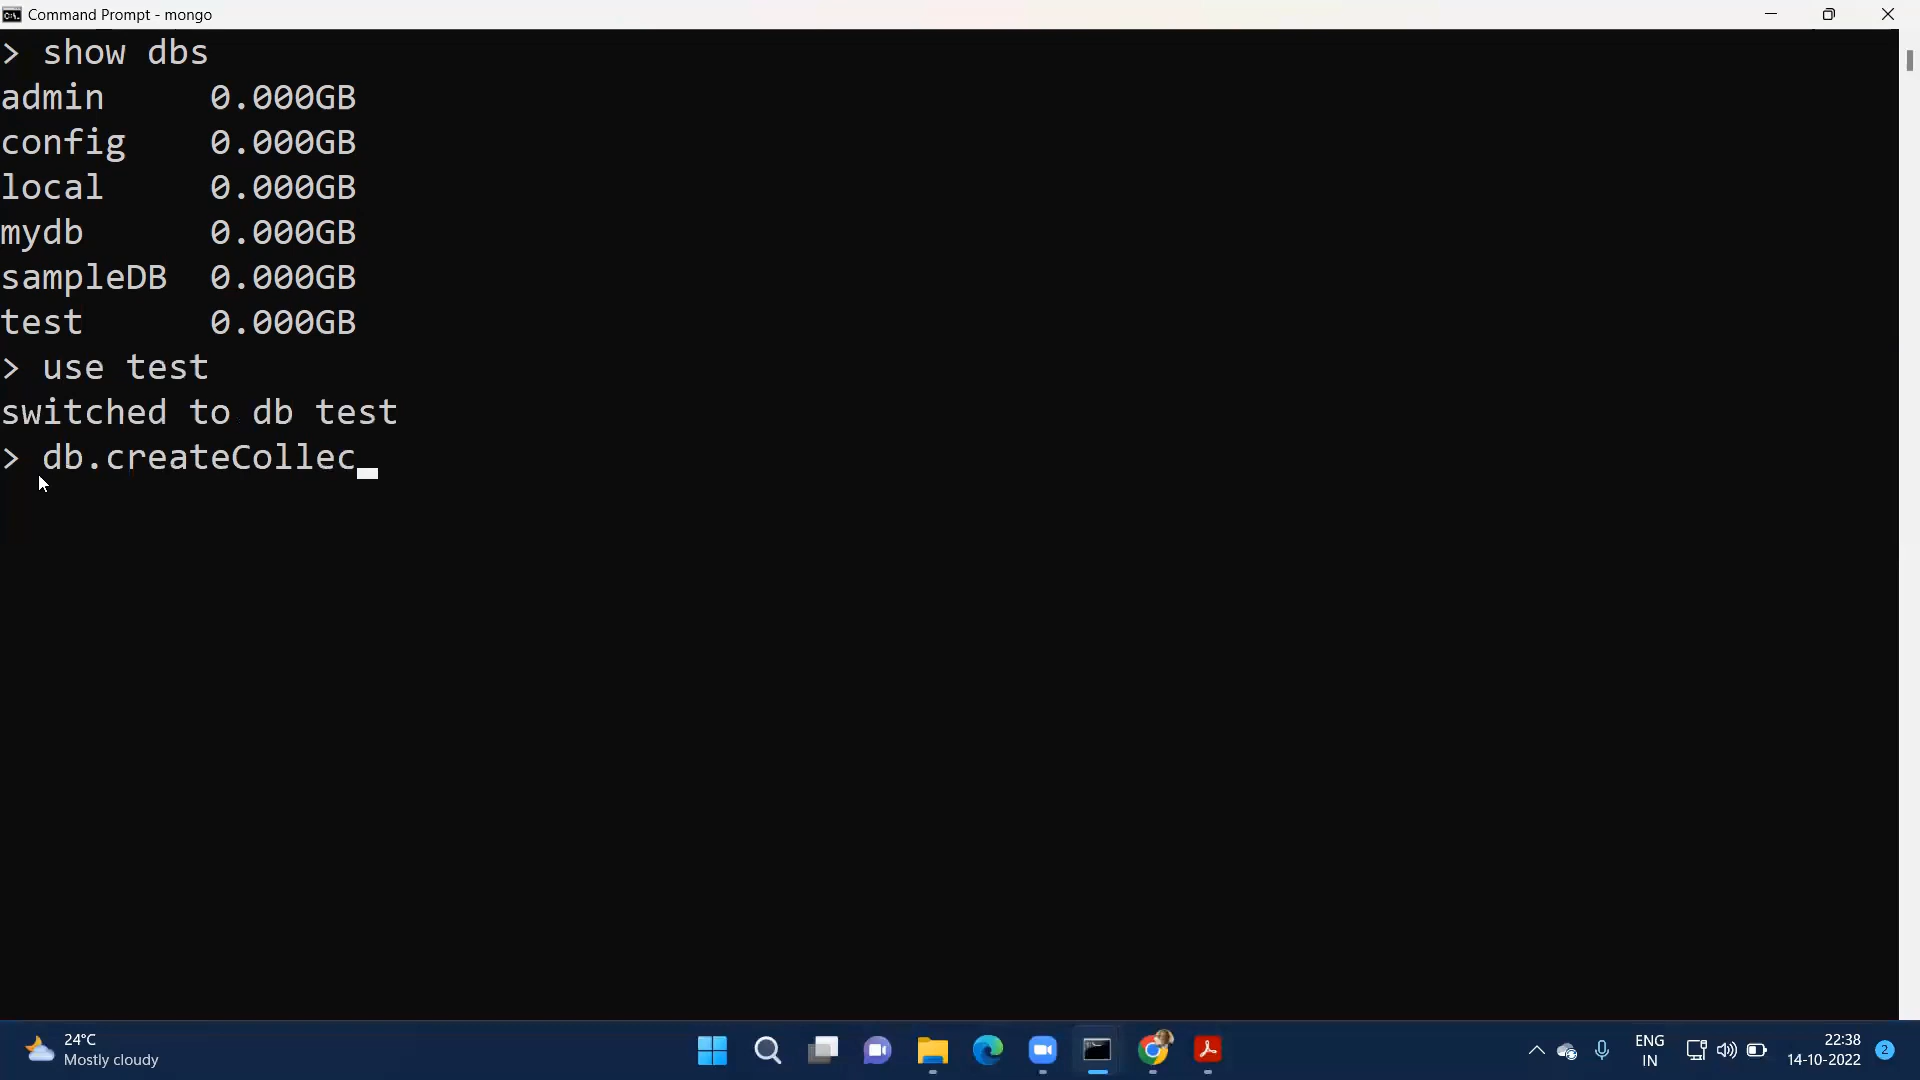 Command Prompt - mongo
> show dbs
admin     0.000GB
config    0.000GB
local     0.000GB
mydb      0.000GB
sampleDB  0.000GB
test      0.000GB
> use test
switched to db test
> db.createCollec_
24°C
Mostly cloudy
ENG
IN
22:38
14-10-2022
2